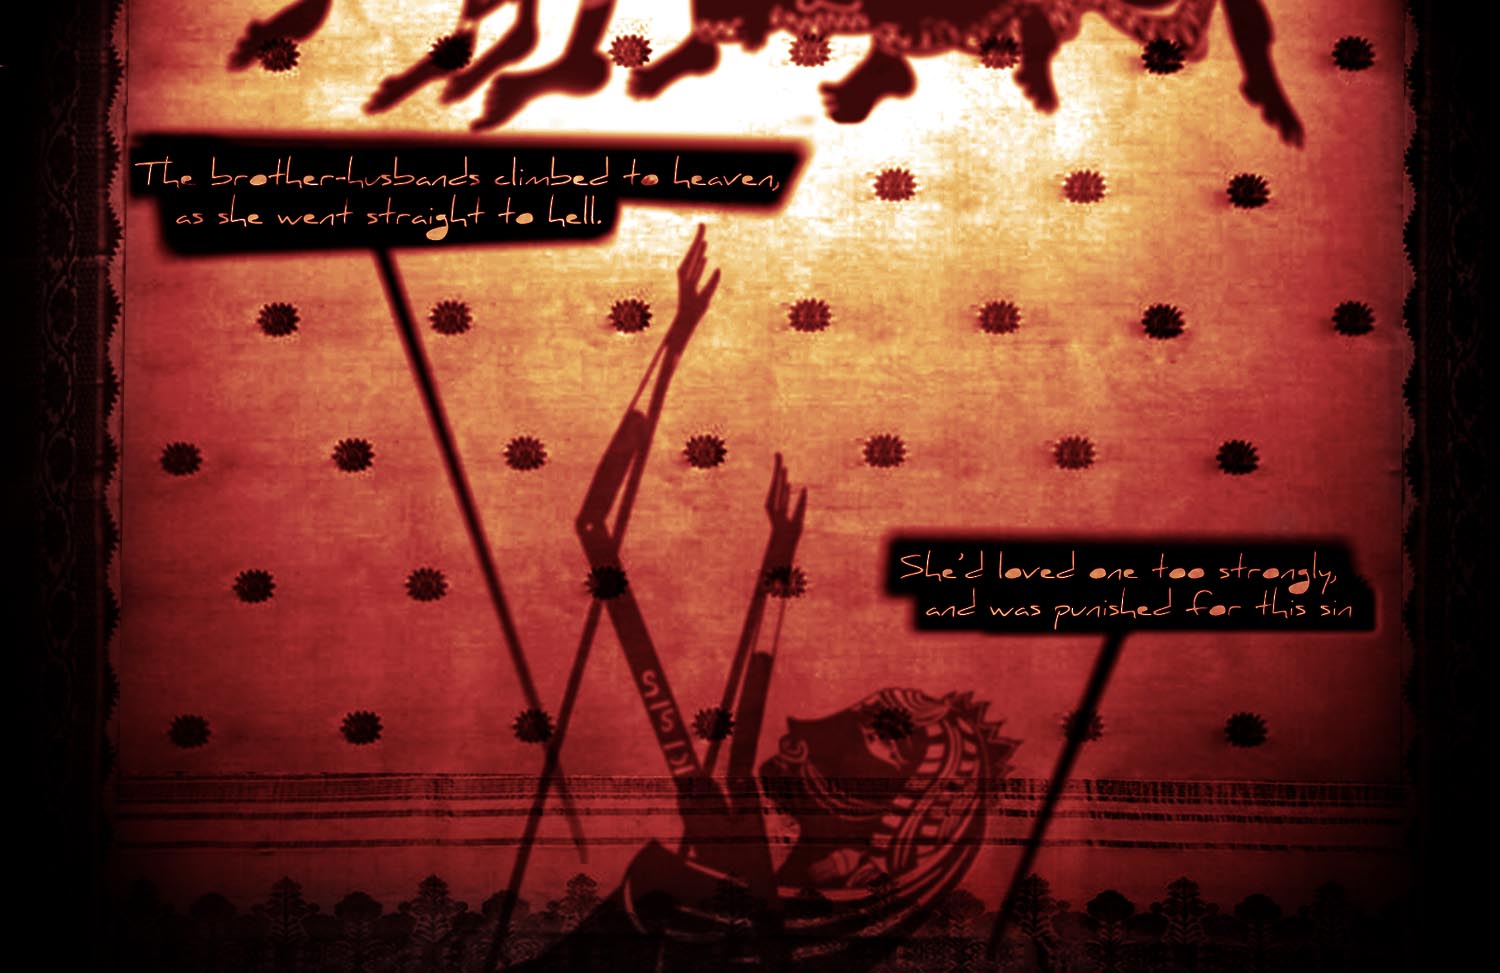 The brother-husbands climbed to heaven,
as she went straight to hell.
She'd loved one too strongly,
and was punished for this sin